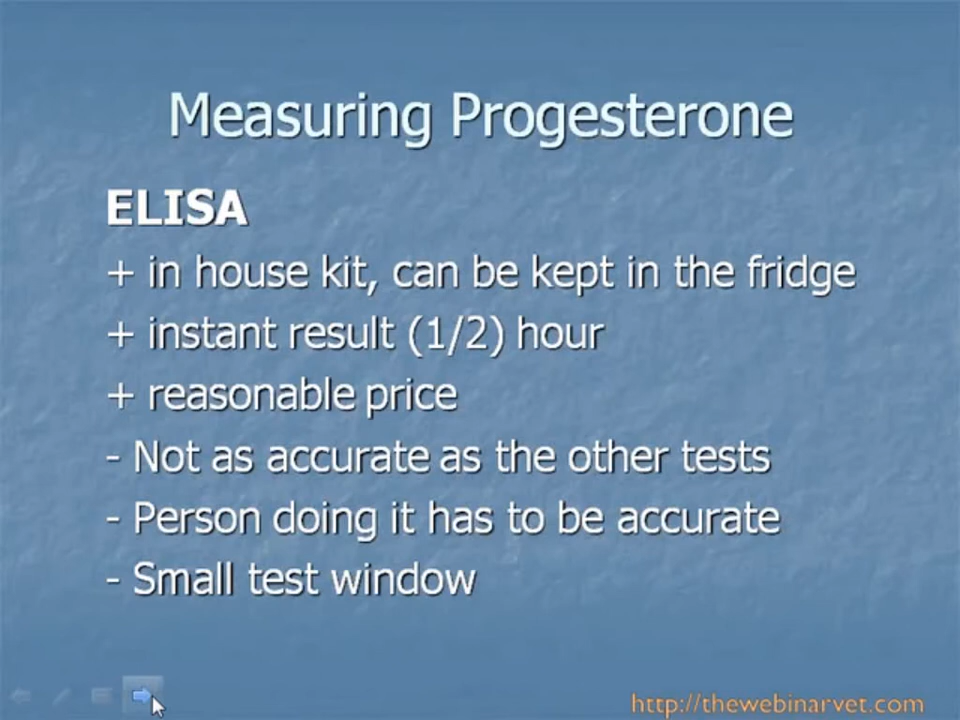 Measuring Progesterone
ELISA
+ in house kit, can be kept in the fridge
+ instant result (1/2) hour
+ reasonable price
- Not as accurate as the other tests
- Person doing it has to be accurate
- Small test window
http://thewebinarvet.com